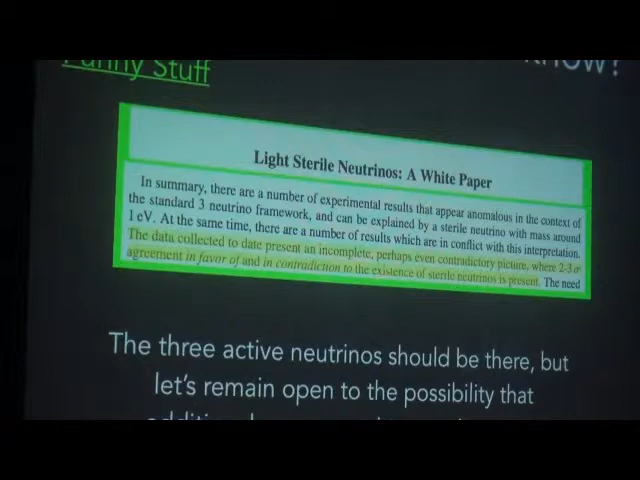 Funny Stuff
know?
Light Sterile Neutrinos: A White Paper
In summary, there are a number of experimental results that appear anomalous in the context of
the standard 3 neutrino framework, and can be explained by a sterile neutrino with mass around
1 eV. At the same time, there are a number of results which are in conflict with this interpretation.
The data collected to date present an incomplete, perhaps even contradictory picture, where 2-3 σ
agreement in favor of and in contradiction to the existence of sterile neutrinos is present. The need
The three active neutrinos should be there, but
let's remain open to the possibility that